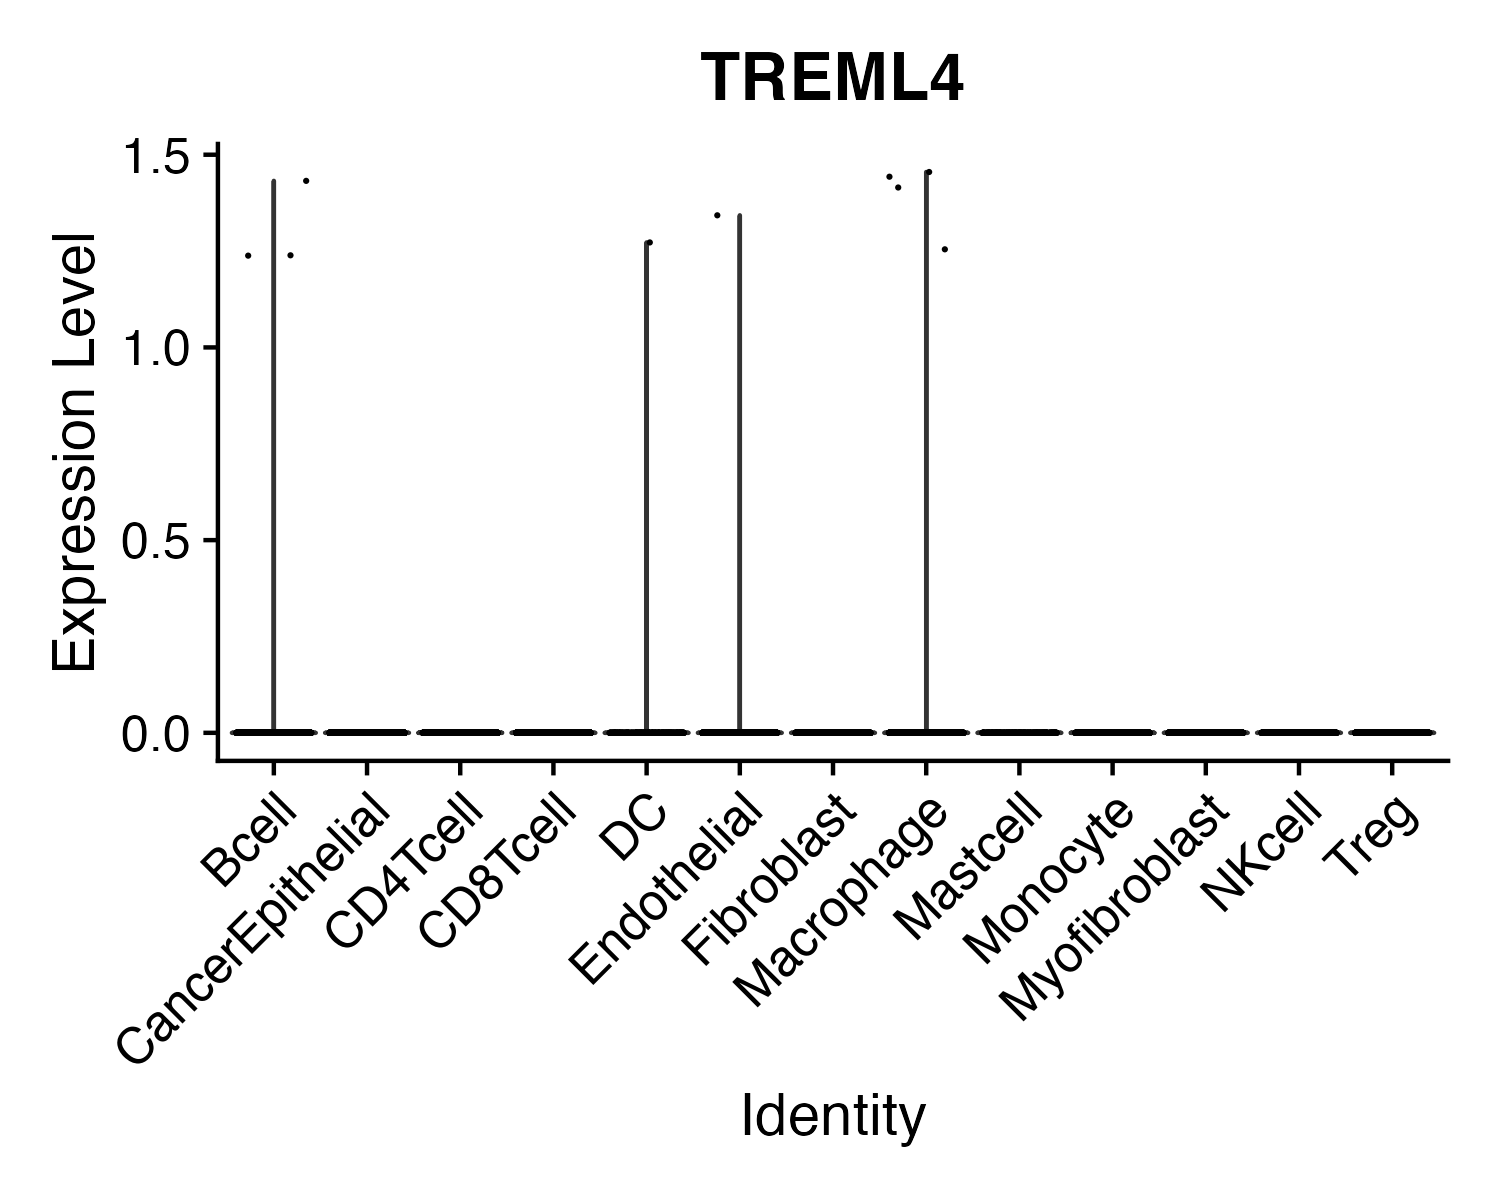 TREML4
1.5
1.0
0.5
0.0
Expression Level
Bcell
CancerEpithelial
CD4Tcell
CD8Tcell
DC
Endothelial
Fibroblast
Macrophage
Mastcell
Monocyte
Myofibroblast
NKcell
Treg
Identity